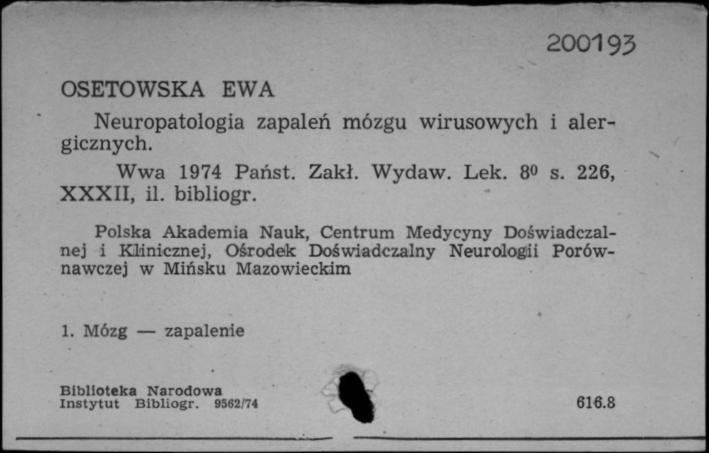 200193
OSETOWSKA EWA
Neuropatologia zapaleń mózgu wirusowych i aler-
gicznych.
Wwa 1974 Państ. Zakł. Wydaw. Lek. 8⁰ s. 226,
XXXII, il. bibliogr.
Polska Akademia Nauk, Centrum Medycyny Doświadczal-
nej i Klinicznej, Ośrodek Doświadczalny Neurologii Porów-
nawczej w Mińsku Mazowieckim
1. Mózg — zapalenie
Biblioteka Narodowa
Instytut Bibliogr. 9562/74
616.8